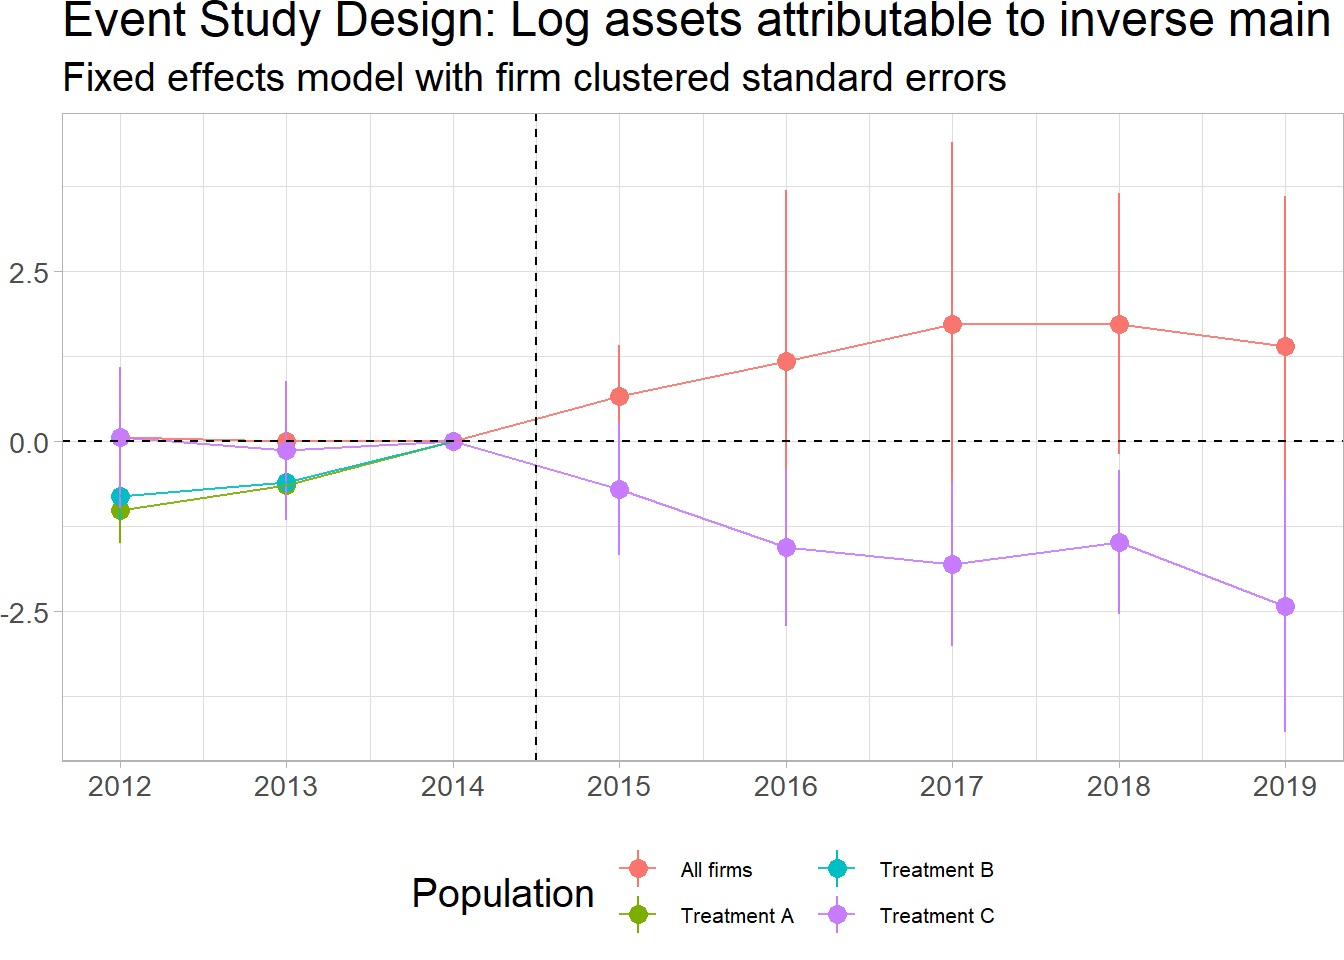 Event Study Design: Log assets attributable to inverse main
Fixed effects model with firm clustered standard errors
2.5
0.0
-2.5
2012 2013 2014 2015 2016 2017 2018 2019
Population
All firms Treatment B
Treatment A Treatment C